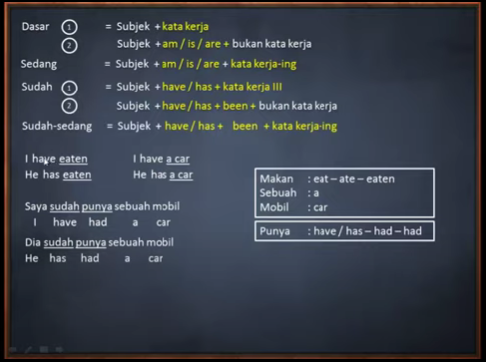 Dasar 1 = Subjek + kata kerja
2 Subjek + am / is / are + bukan kata kerja
Sedang = Subjek + am / is / are + kata kerja-ing
Sudah 1 = Subjek + have / has + kata kerja III
2 Subjek + have / has + been + bukan kata kerja
Sudah-sedang = Subjek + have / has + been + kata kerja-ing
I have eaten I have a car
He has eaten He has a car
Makan : eat – ate – eaten
Sebuah : a
Mobil : car
Saya sudah punya sebuah mobil
I have had a car
Punya : have / has – had – had
Dia sudah punya sebuah mobil
He has had a car